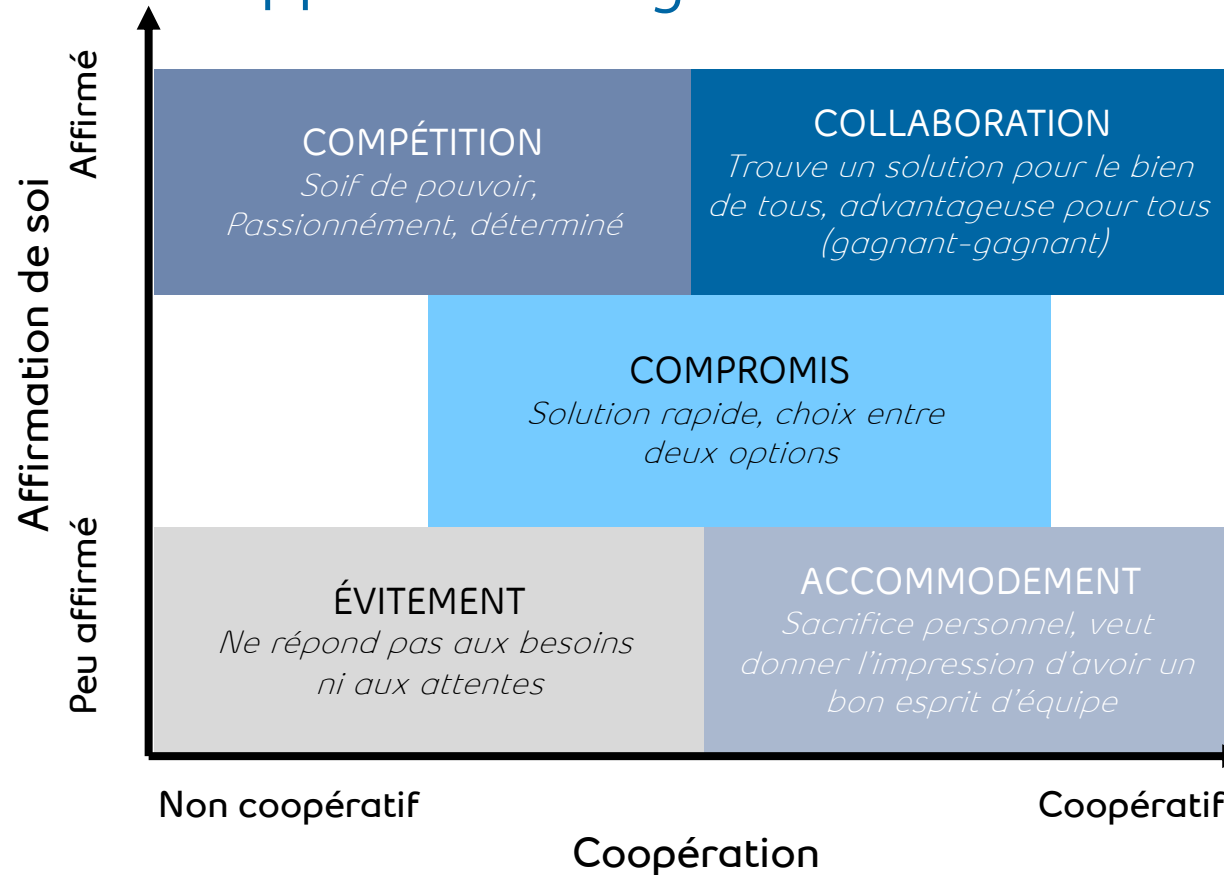 Affirmation de soi
Affirmé
Peu affirmé
COMPÉTITION
Soif de pouvoir,
Passionnément, déterminé
COLLABORATION
Trouve un solution pour le bien
de tous, advantageuse pour tous
(gagnant-gagnant)
COMPROMIS
Solution rapide, choix entre
deux options
ÉVITEMENT
Ne répond pas aux besoins
ni aux attentes
ACCOMMODEMENT
Sacrifice personnel, veut
donner l'impression d'avoir un
bon esprit d'équipe
Non coopératif
Coopératif
Coopération